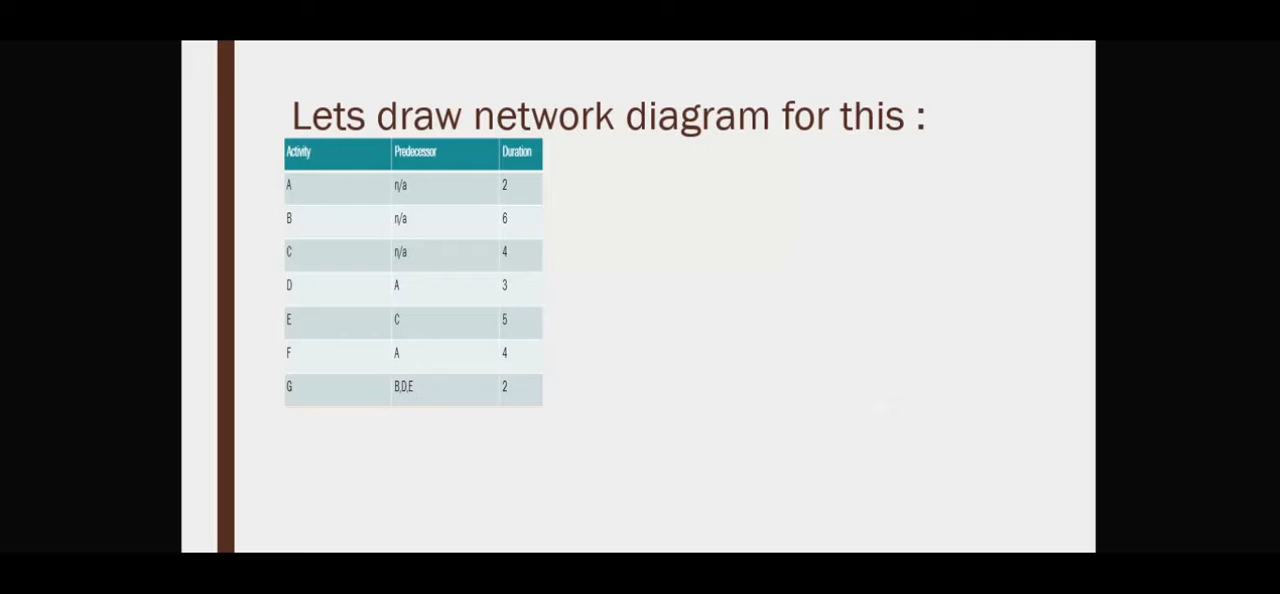 Lets draw network diagram for this :
Activity Predecessor Duration
A n/a 2
B n/a 6
C n/a 4
D A 3
E C 5
F A 4
G B,D,E 2